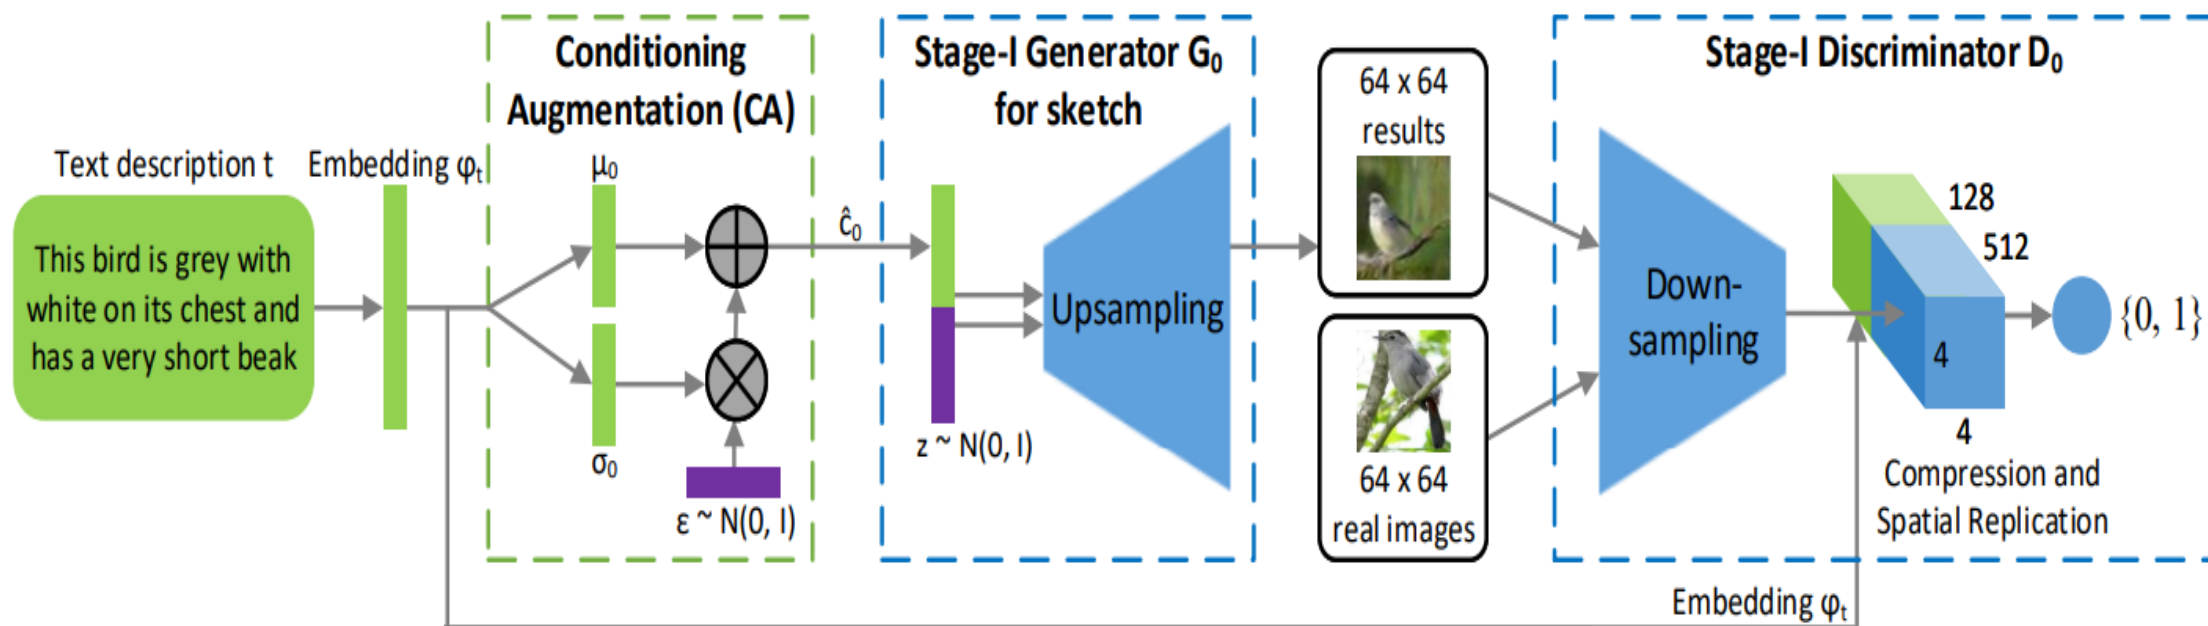 Text description t
This bird is grey with
white on its chest and
has a very short beak
Embedding φₜ
Conditioning
Augmentation (CA)
μ₀
σ₀
ε ~ N(0, I)
ĉ₀
Stage-I Generator G₀
for sketch
z ~ N(0, I)
Upsampling
64 x 64
results
64 x 64
real images
Stage-I Discriminator D₀
Down-
sampling
128
512
4
4
{0, 1}
Compression and
Spatial Replication
Embedding φₜ